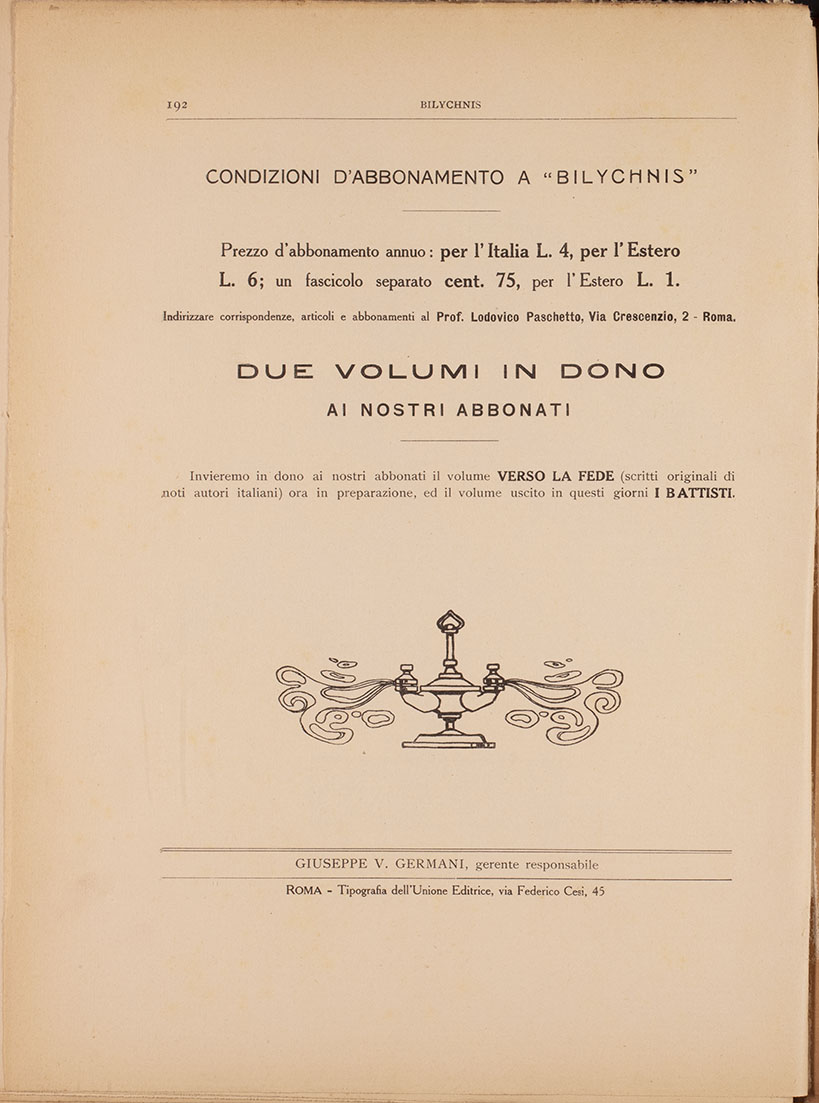 192
BILYCHNIS
CONDIZIONI D'ABBONAMENTO A “BILYCHNIS”
Prezzo d'abbonamento annuo: per l'Italia L. 4, per l'Estero
L. 6; un fascicolo separato cent. 75, per l'Estero L. 1.
Indirizzare corrispondenze, articoli e abbonamenti al Prof. Lodovico Paschetto, Via Crescenzio, 2 - Roma.
DUE VOLUMI IN DONO
AI NOSTRI ABBONATI
Invieremo in dono ai nostri abbonati il volume VERSO LA FEDE (scritti originali di
noti autori italiani) ora in preparazione, ed il volume uscito in questi giorni I BATTISTI.
GIUSEPPE V. GERMANI, gerente responsabile
ROMA - Tipografia dell'Unione Editrice, via Federico Cesi, 45